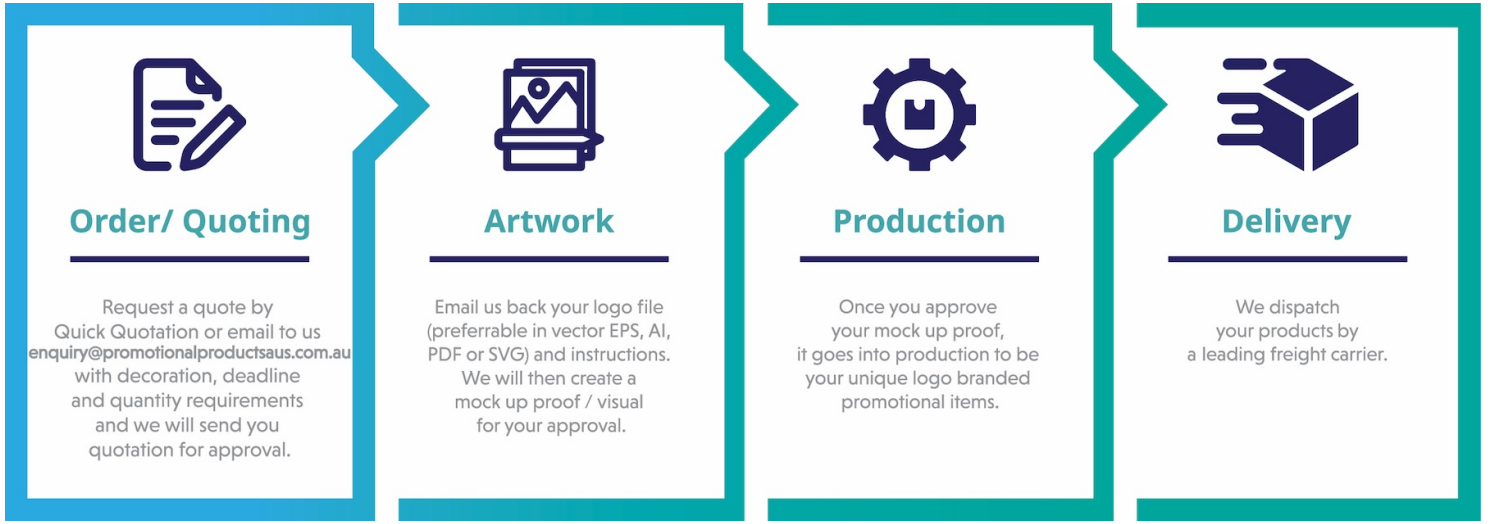 Order/ Quoting
Request a quote by
Quick Quotation or email to us
enquiry@promotionalproductsaus.com.au
with decoration, deadline
and quantity requirements
and we will send you
quotation for approval.
Artwork
Email us back your logo file
(preferrable in vector EPS, AI,
PDF or SVG) and instructions.
We will then create a
mock up proof / visual
for your approval.
Production
Once you approve
your mock up proof,
it goes into production to be
your unique logo branded
promotional items.
Delivery
We dispatch
your products by
a leading freight carrier.